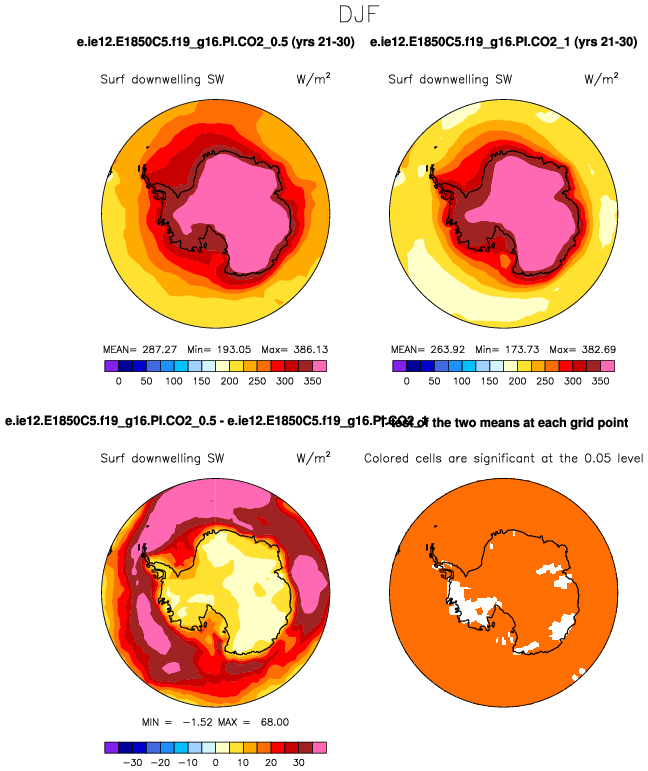 DJF
e.ie12.E1850C5.f19_g16.PI.CO2_0.5 (yrs 21-30)
e.ie12.E1850C5.f19_g16.PI.CO2_1 (yrs 21-30)
Surf downwelling SW W/m²
Surf downwelling SW W/m²
MEAN= 287.27 Min= 193.05 Max= 386.13
MEAN= 263.92 Min= 173.73 Max= 382.69
0 50 100 150 200 250 300 350
0 50 100 150 200 250 300 350
e.ie12.E1850C5.f19_g16.PI.CO2_0.5 - e.ie12.E1850C5.f19_g16.PI.CO2_1
T-test of the two means at each grid point
Surf downwelling SW W/m²
Colored cells are significant at the 0.05 level
MIN = -1.52 MAX = 68.00
-30 -20 -10 0 10 20 30